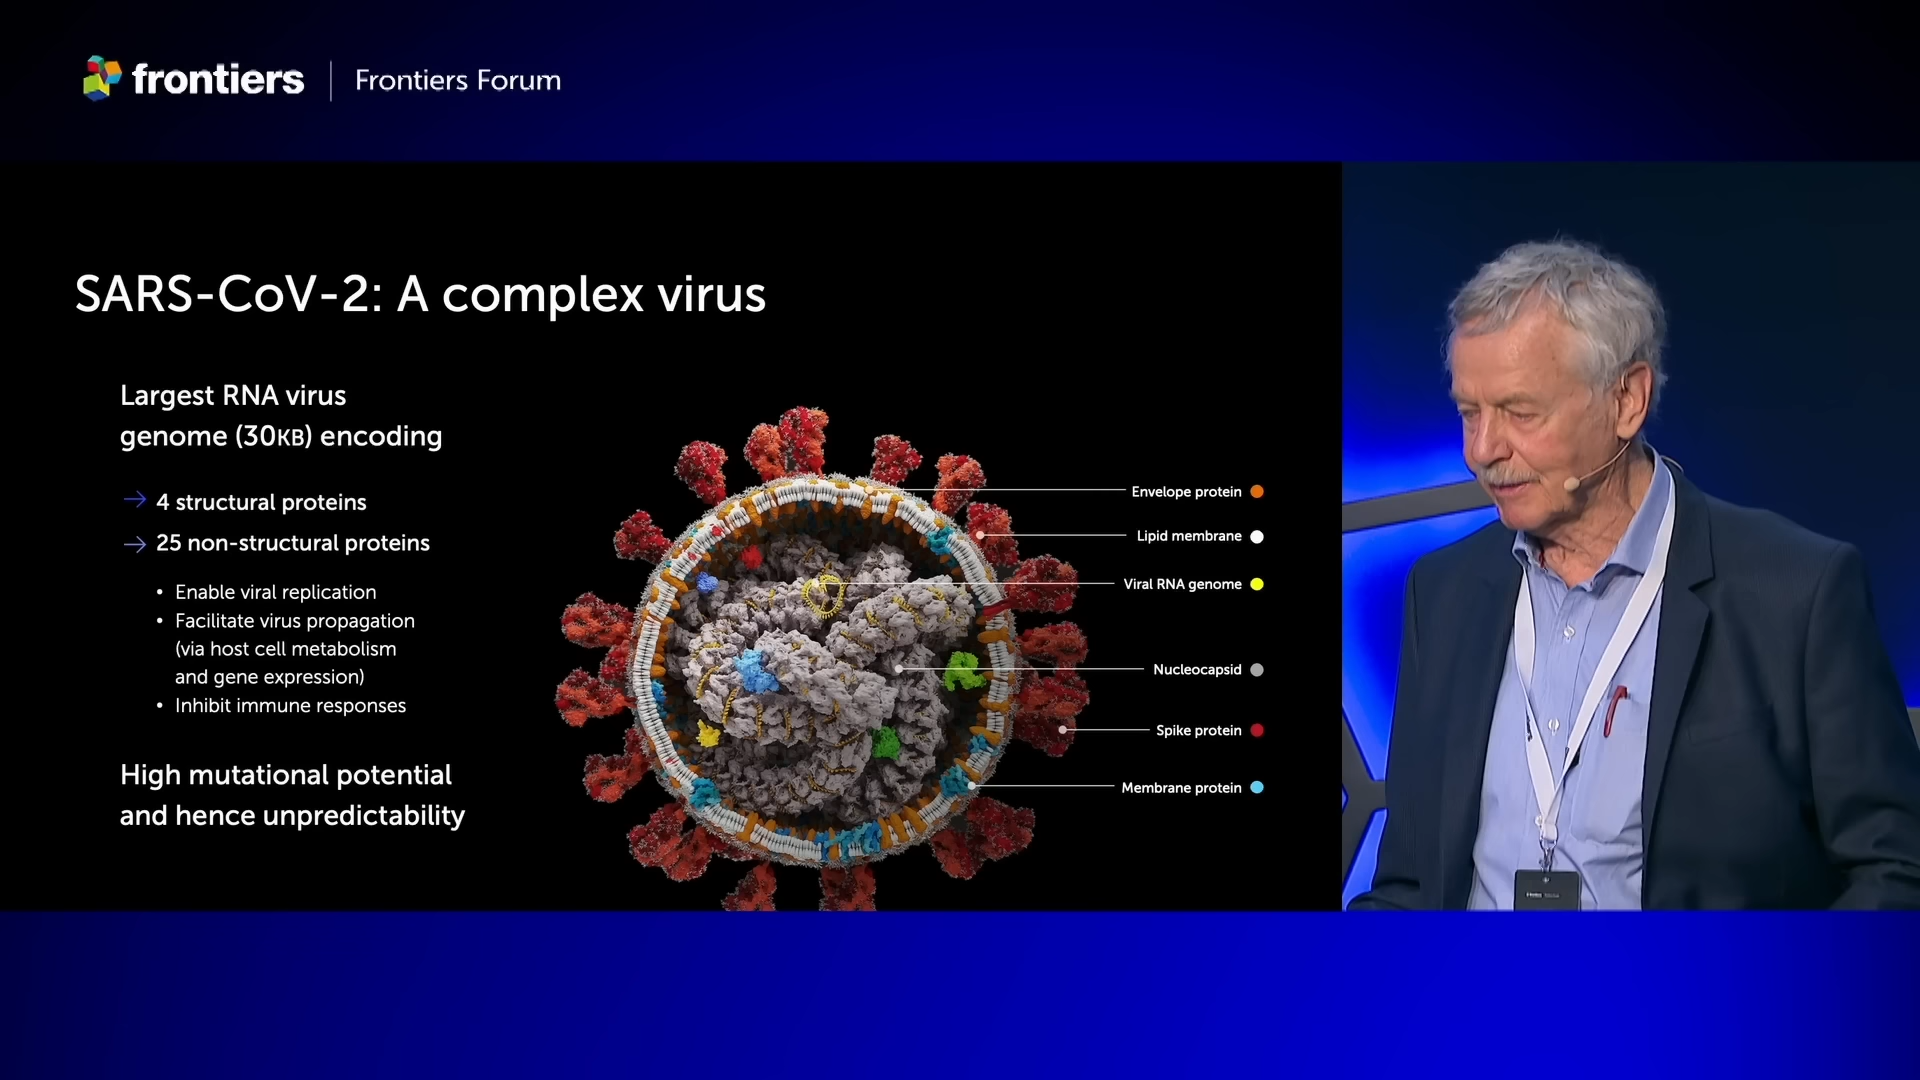 frontiers | Frontiers Forum
SARS-CoV-2: A complex virus
Largest RNA virus
genome (30KB) encoding
→ 4 structural proteins
→ 25 non-structural proteins
• Enable viral replication
• Facilitate virus propagation
(via host cell metabolism
and gene expression)
• Inhibit immune responses
High mutational potential
and hence unpredictability
Envelope protein
Lipid membrane
Viral RNA genome
Nucleocapsid
Spike protein
Membrane protein